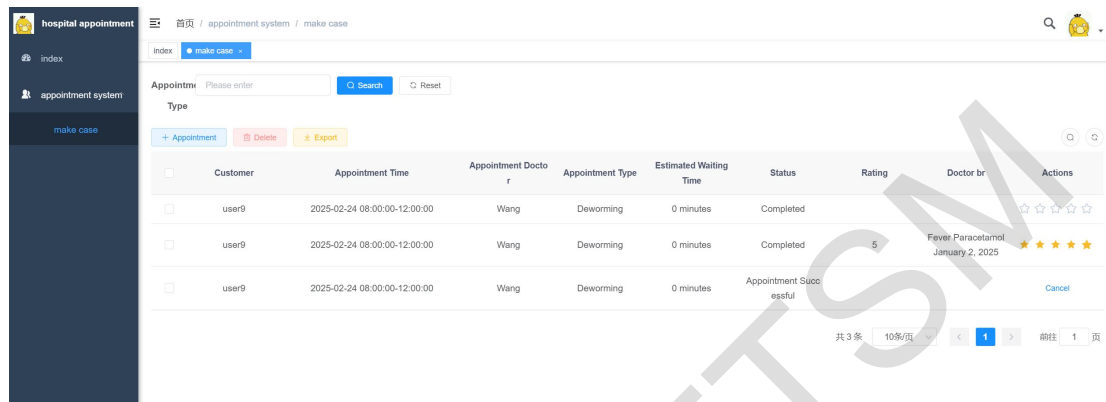 hospital appointment
首页 / appointment system / make case
index
make case ×
index
appointment system
make case
Appointme
Type
Please enter
Search
Reset
+ Appointment
Delete
Export
Customer
Appointment Time
Appointment Docto
r
Appointment Type
Estimated Waiting
Time
Status
Rating
Doctor br
Actions
user9 2025-02-24 08:00:00-12:00:00 Wang Deworming 0 minutes Completed
user9 2025-02-24 08:00:00-12:00:00 Wang Deworming 0 minutes Completed 5 Fever Paracetamol
January 2, 2025
user9 2025-02-24 08:00:00-12:00:00 Wang Deworming 0 minutes Appointment Succ
essful
Cancel
共 3 条 10条/页 < 1 > 前往 1 页